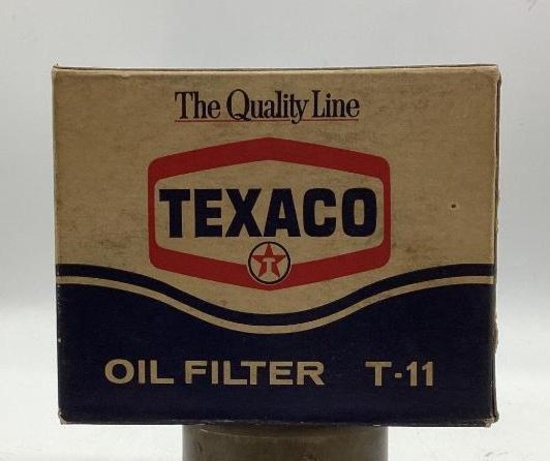 The Quality Line
TEXACO
T
OIL FILTER T-11